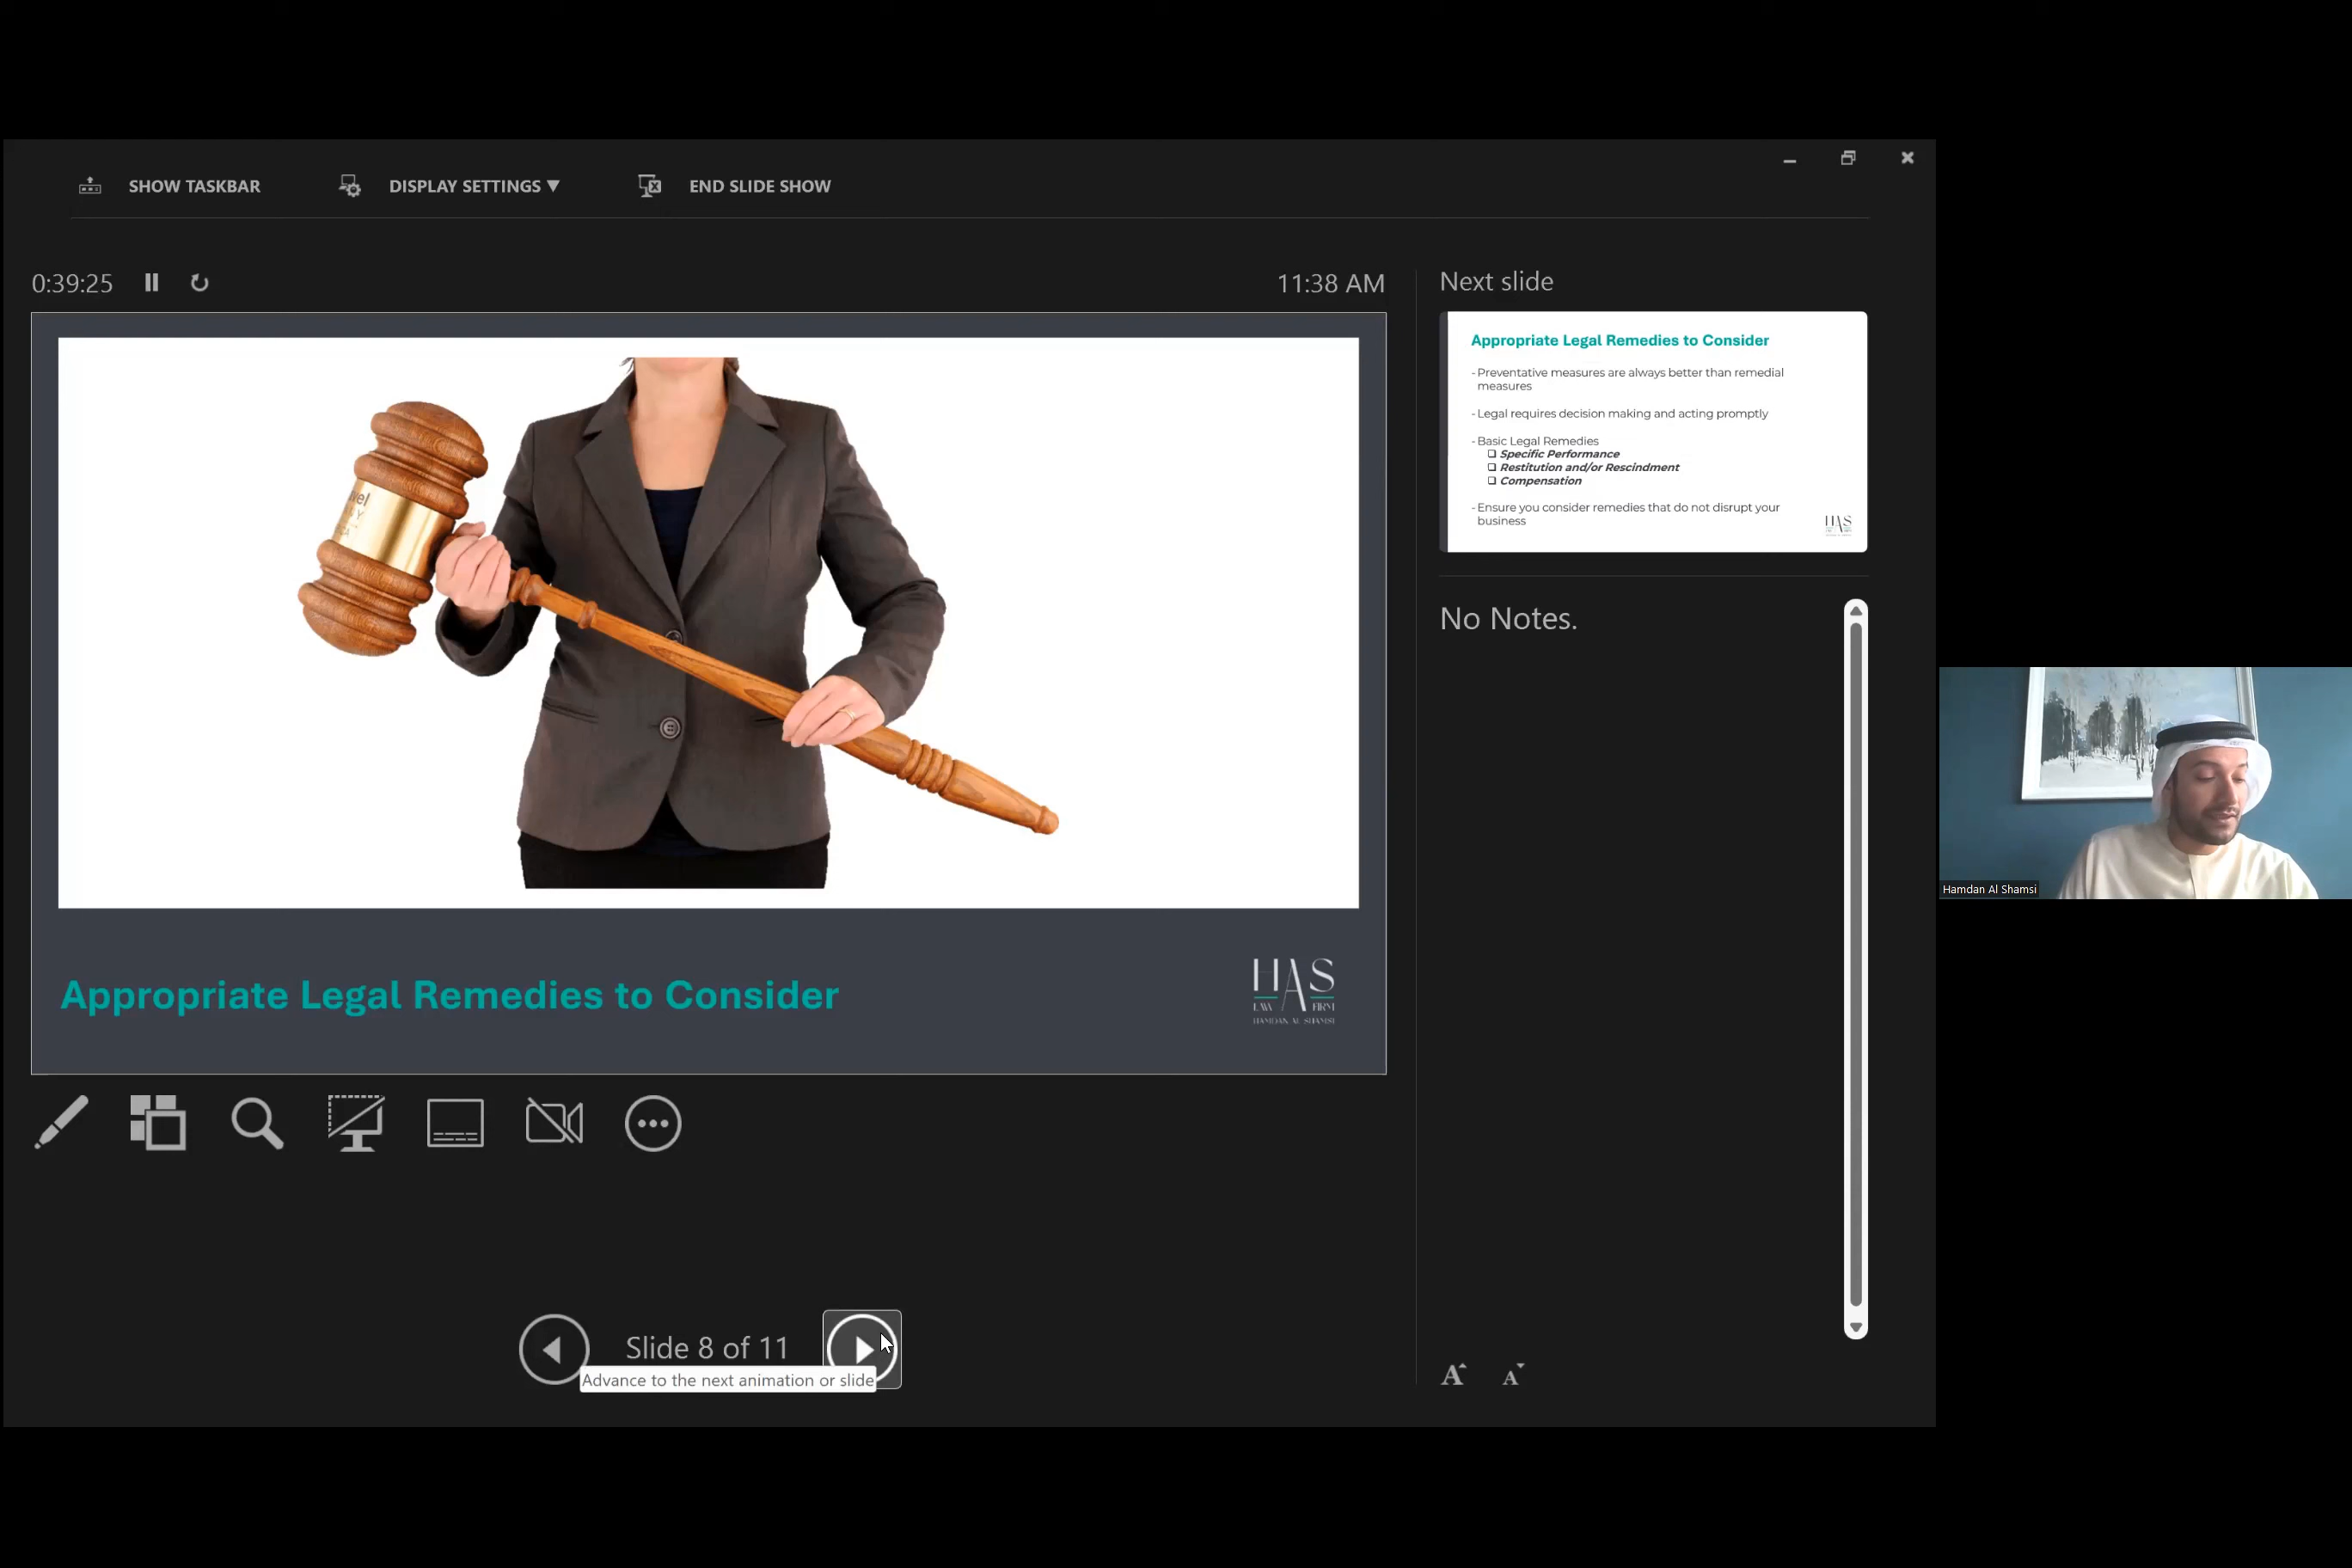 SHOW TASKBAR
DISPLAY SETTINGS ▼
END SLIDE SHOW
0:39:25
11:38 AM
Appropriate Legal Remedies to Consider
HAS
LAW FIRM
HAMDAN AL SHAMSI
Slide 8 of 11
Advance to the next animation or slide
Next slide
Appropriate Legal Remedies to Consider
- Preventative measures are always better than remedial
measures
- Legal requires decision making and acting promptly
- Basic Legal Remedies
❑ Specific Performance
❑ Restitution and/or Rescindment
❑ Compensation
- Ensure you consider remedies that do not disrupt your
business
HAS
No Notes.
A A
Hamdan Al Shamsi